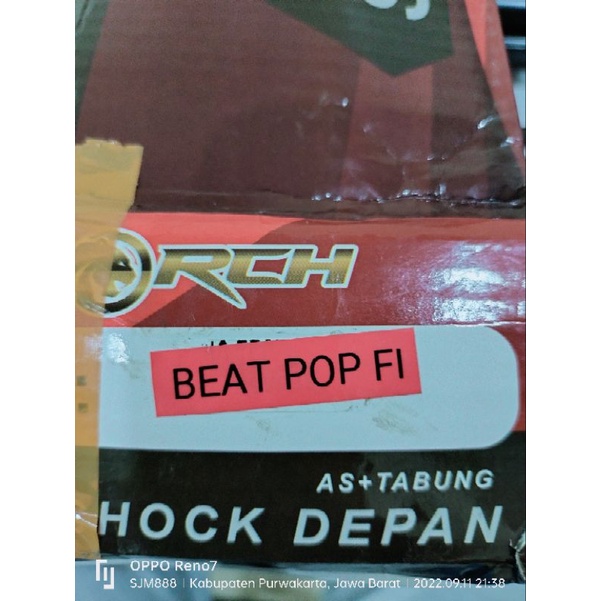 RCH
BEAT POP FI
AS+TABUNG
HOCK DEPAN
OPPO Reno7
SJM888 | Kabupaten Purwakarta, Jawa Barat | 2022.09.11 21:38